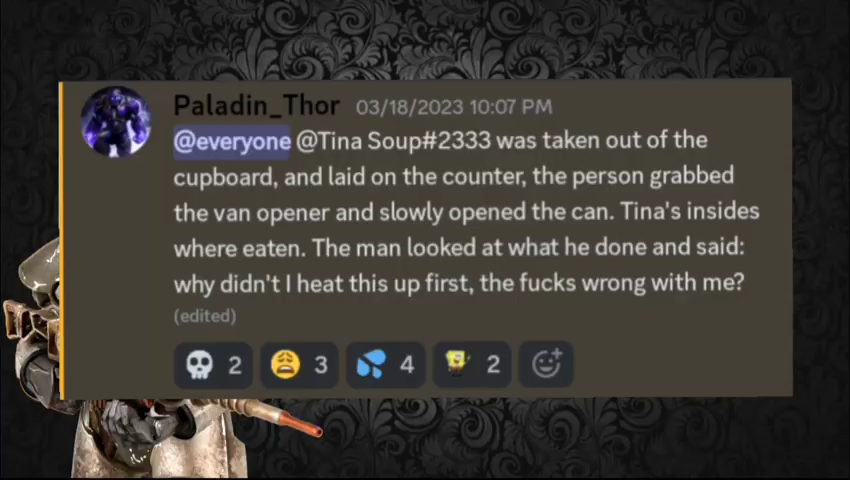 Paladin_Thor 03/18/2023 10:07 PM
@everyone @Tina Soup#2333 was taken out of the
cupboard, and laid on the counter, the person grabbed
the van opener and slowly opened the can. Tina's insides
where eaten. The man looked at what he done and said:
why didn't I heat this up first, the fucks wrong with me?
(edited)
2 3 4 2